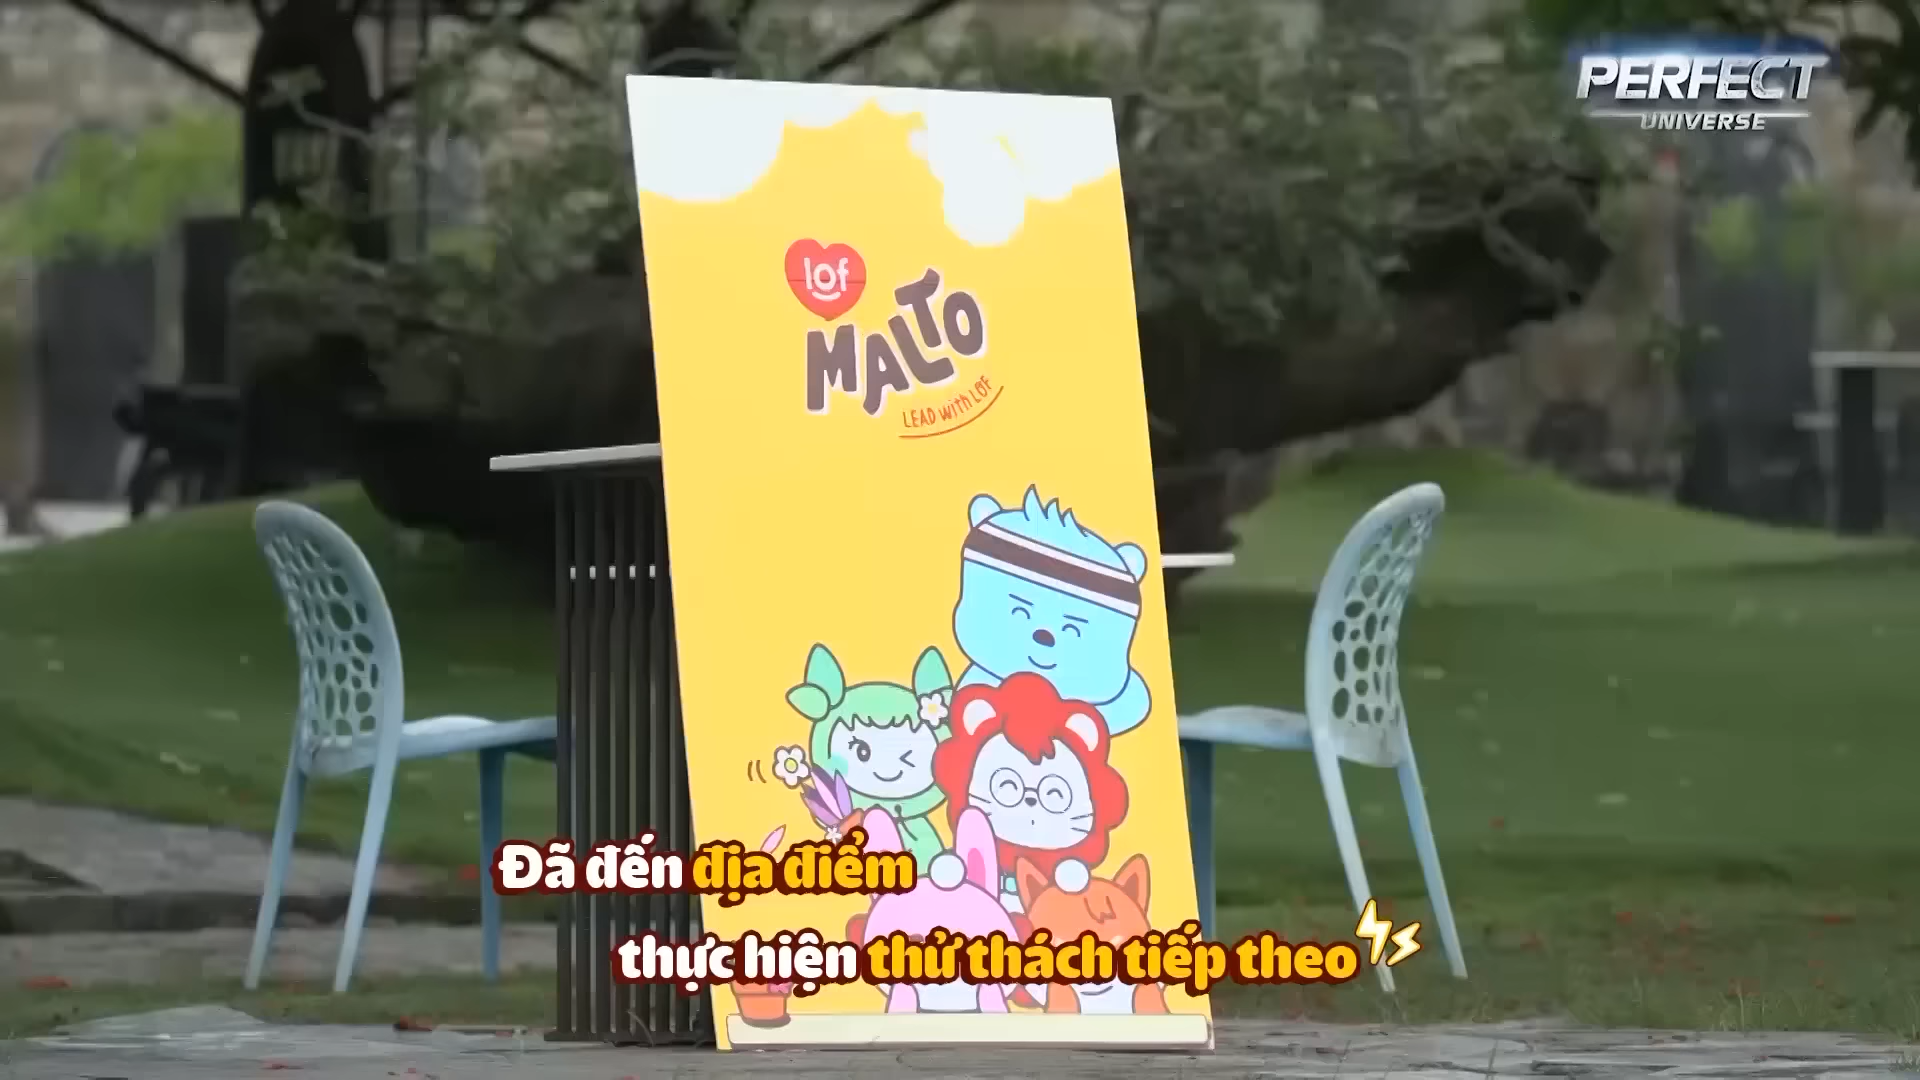 PERFECT
UNIVERSE
lof
MALTO
LEAD with LOF
Đã đến địa điểm
thực hiện thử thách tiếp theo